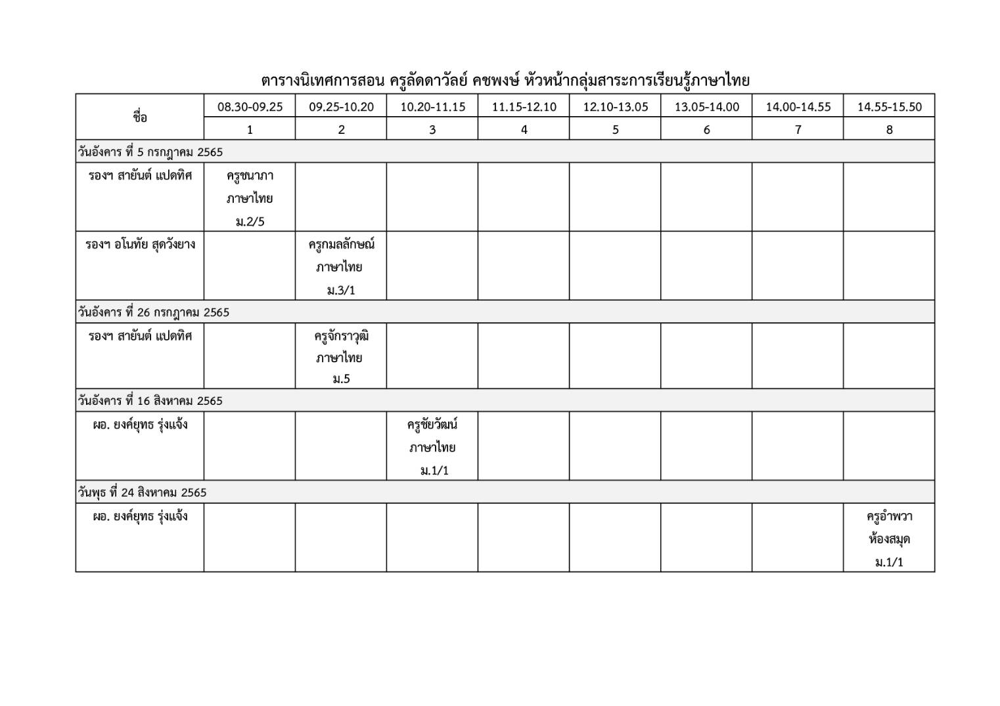 ตารางนิเทศการสอน ครูลัดดาวัลย์ คชพงษ์ หัวหน้ากลุ่มสาระการเรียนรู้ภาษาไทย
ชื่อ 08.30-09.25 09.25-10.20 10.20-11.15 11.15-12.10 12.10-13.05 13.05-14.00 14.00-14.55 14.55-15.50
1 2 3 4 5 6 7 8
วันอังคาร ที่ 5 กรกฎาคม 2565
รองฯ สายันต์ แปดทิศ ครูชนาภา
ภาษาไทย
ม.2/5
รองฯ อโนทัย สุดวังยาง ครูกมลลักษณ์
ภาษาไทย
ม.3/1
วันอังคาร ที่ 26 กรกฎาคม 2565
รองฯ สายันต์ แปดทิศ ครูจักราวุฒิ
ภาษาไทย
ม.5
วันอังคาร ที่ 16 สิงหาคม 2565
ผอ. ยงค์ยุทธ รุ่งแจ้ง ครูชัยวัฒน์
ภาษาไทย
ม.1/1
วันพุธ ที่ 24 สิงหาคม 2565
ผอ. ยงค์ยุทธ รุ่งแจ้ง ครูอำพวา
ห้องสมุด
ม.1/1